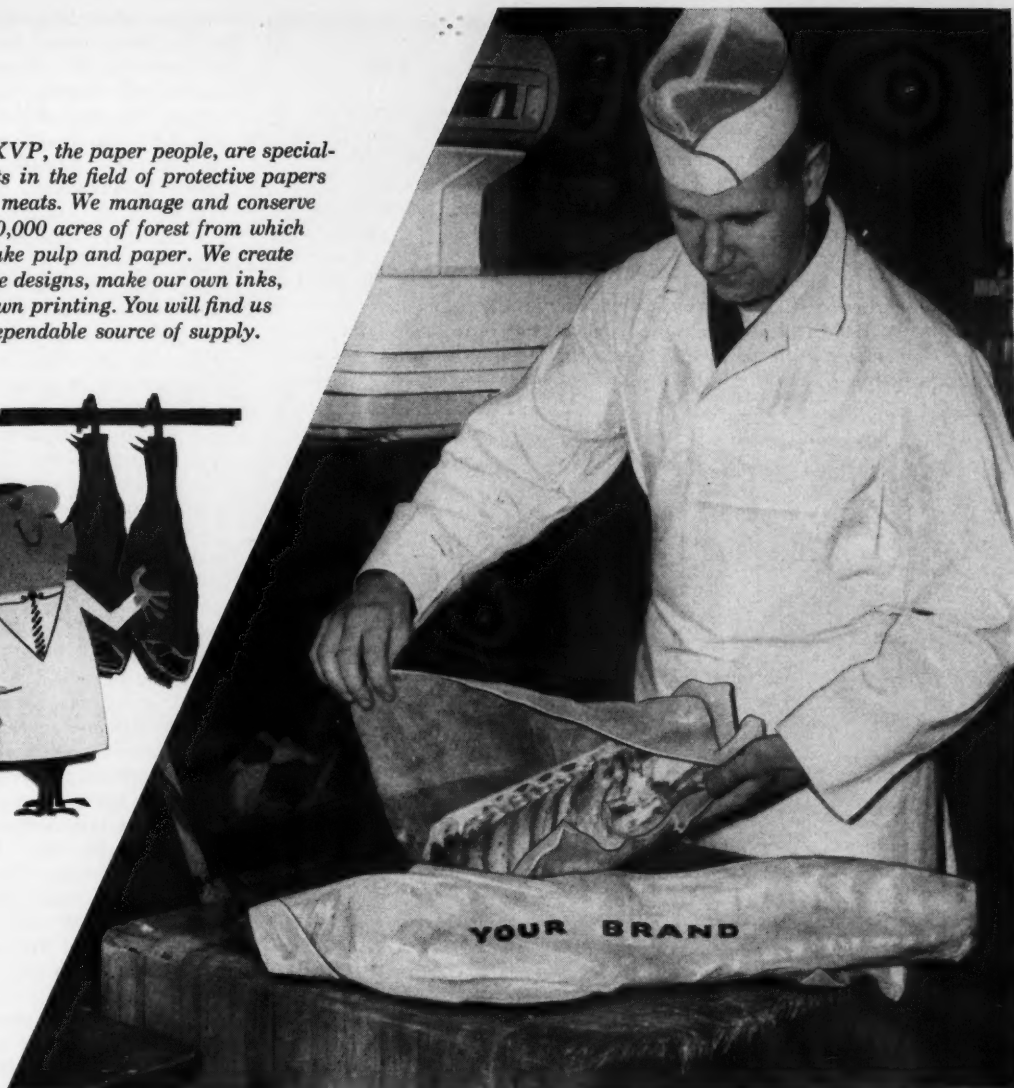 KVP, the paper people, are special-
ts in the field of protective papers
meats. We manage and conserve
0,000 acres of forest from which
ake pulp and paper. We create
e designs, make our own inks,
wn printing. You will find us
ependable source of supply.
YOUR BRAND